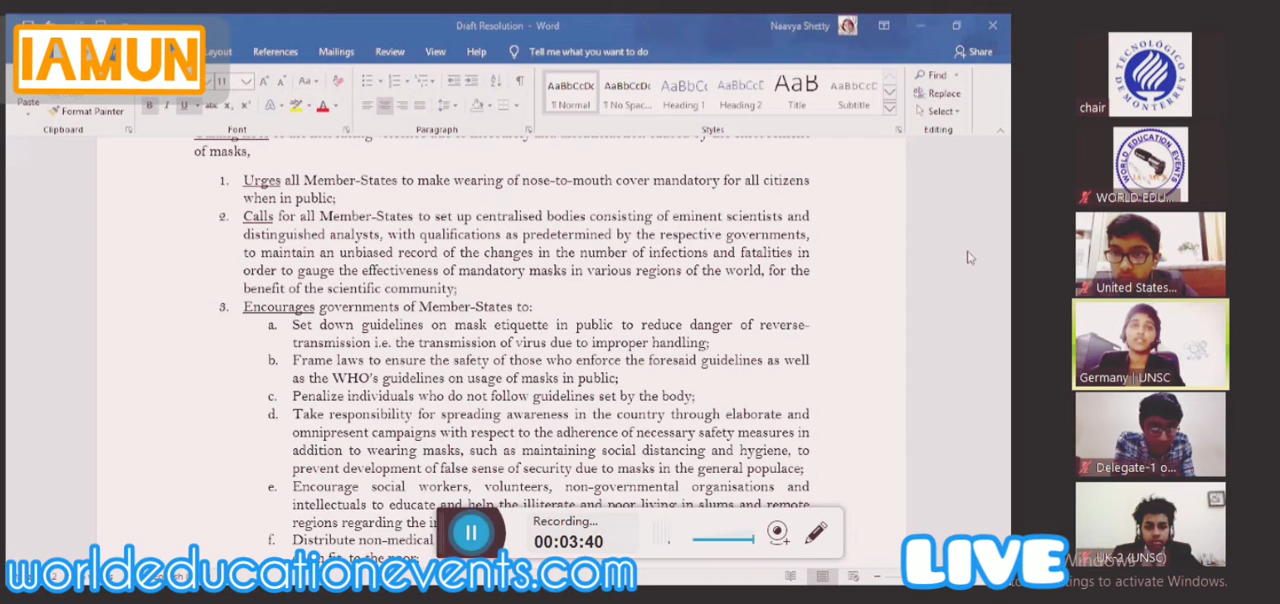 IAMUN
Draft Resolution - Word
Naavya Shetty
Layout References Mailings Review View Help Tell me what you want to do
Share
11
Aa
Paste
Format Painter
B I U abc
AaBbCcDc AaBbCcDc AaBbCc AaBbCcD AaB AaBbCcD
¶ Normal ¶ No Spac... Heading 1 Heading 2 Title Subtitle
Find
Replace
Select
Clipboard Font Paragraph Styles Editing
of masks,
1. Urges all Member-States to make wearing of nose-to-mouth cover mandatory for all citizens
when in public;
2. Calls for all Member-States to set up centralised bodies consisting of eminent scientists and
distinguished analysts, with qualifications as predetermined by the respective governments,
to maintain an unbiased record of the changes in the number of infections and fatalities in
order to gauge the effectiveness of mandatory masks in various regions of the world, for the
benefit of the scientific community;
3. Encourages governments of Member-States to:
a. Set down guidelines on mask etiquette in public to reduce danger of reverse-
transmission i.e. the transmission of virus due to improper handling;
b. Frame laws to ensure the safety of those who enforce the foresaid guidelines as well
as the WHO's guidelines on usage of masks in public;
c. Penalize individuals who do not follow guidelines set by the body;
d. Take responsibility for spreading awareness in the country through elaborate and
omnipresent campaigns with respect to the adherence of necessary safety measures in
addition to wearing masks, such as maintaining social distancing and hygiene, to
prevent development of false sense of security due to masks in the general populace;
e. Encourage social workers, volunteers, non-governmental organisations and
intellectuals to educate and help the illiterate and poor living in slums and remote
regions regarding the
f. Distribute non-medical
fit, to the poor;
Recording...
00:03:40
worldeducationevents.com
LIVE
Windows
ings to activate Windows.
TECNOLÓGICO
DE MONTERREY
chair
WORLD EDUCATION
EVENTS
WORLD EDU...
United States...
Germany | UNSC
Delegate-1 o...
UK-2 (UNSC)